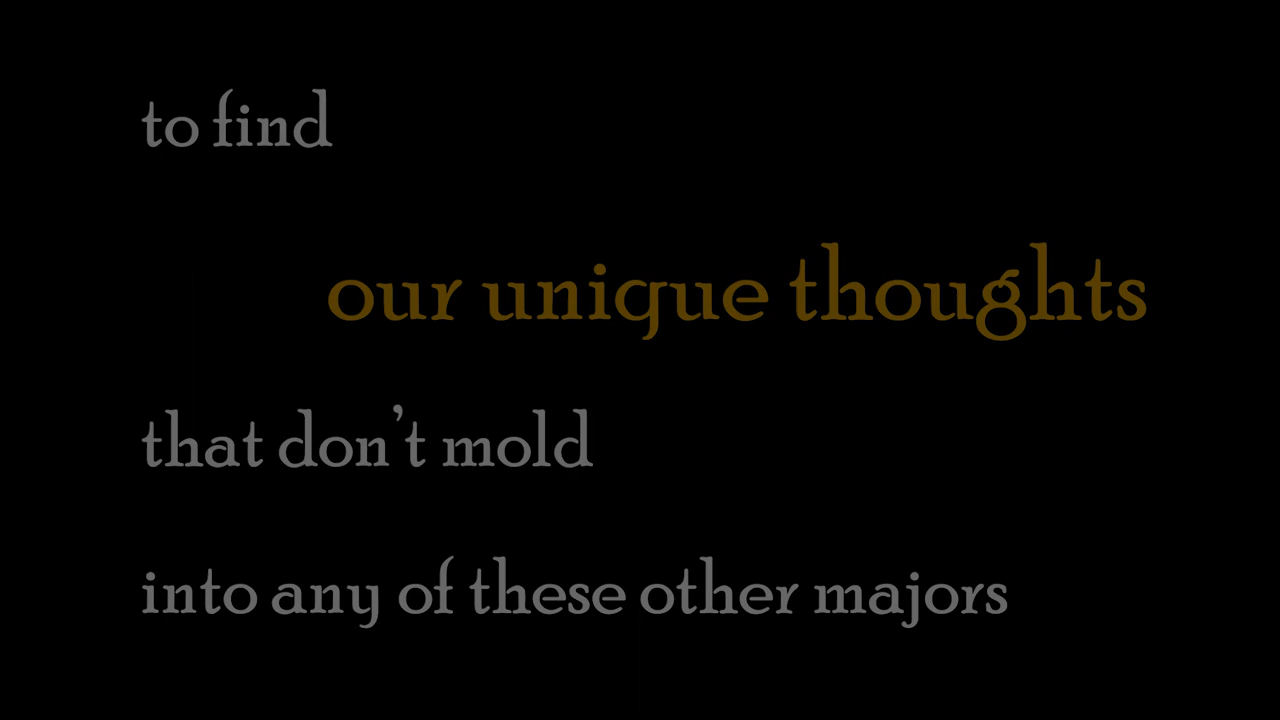 to find
our unique thoughts
that don’t mold
into any of these other majors